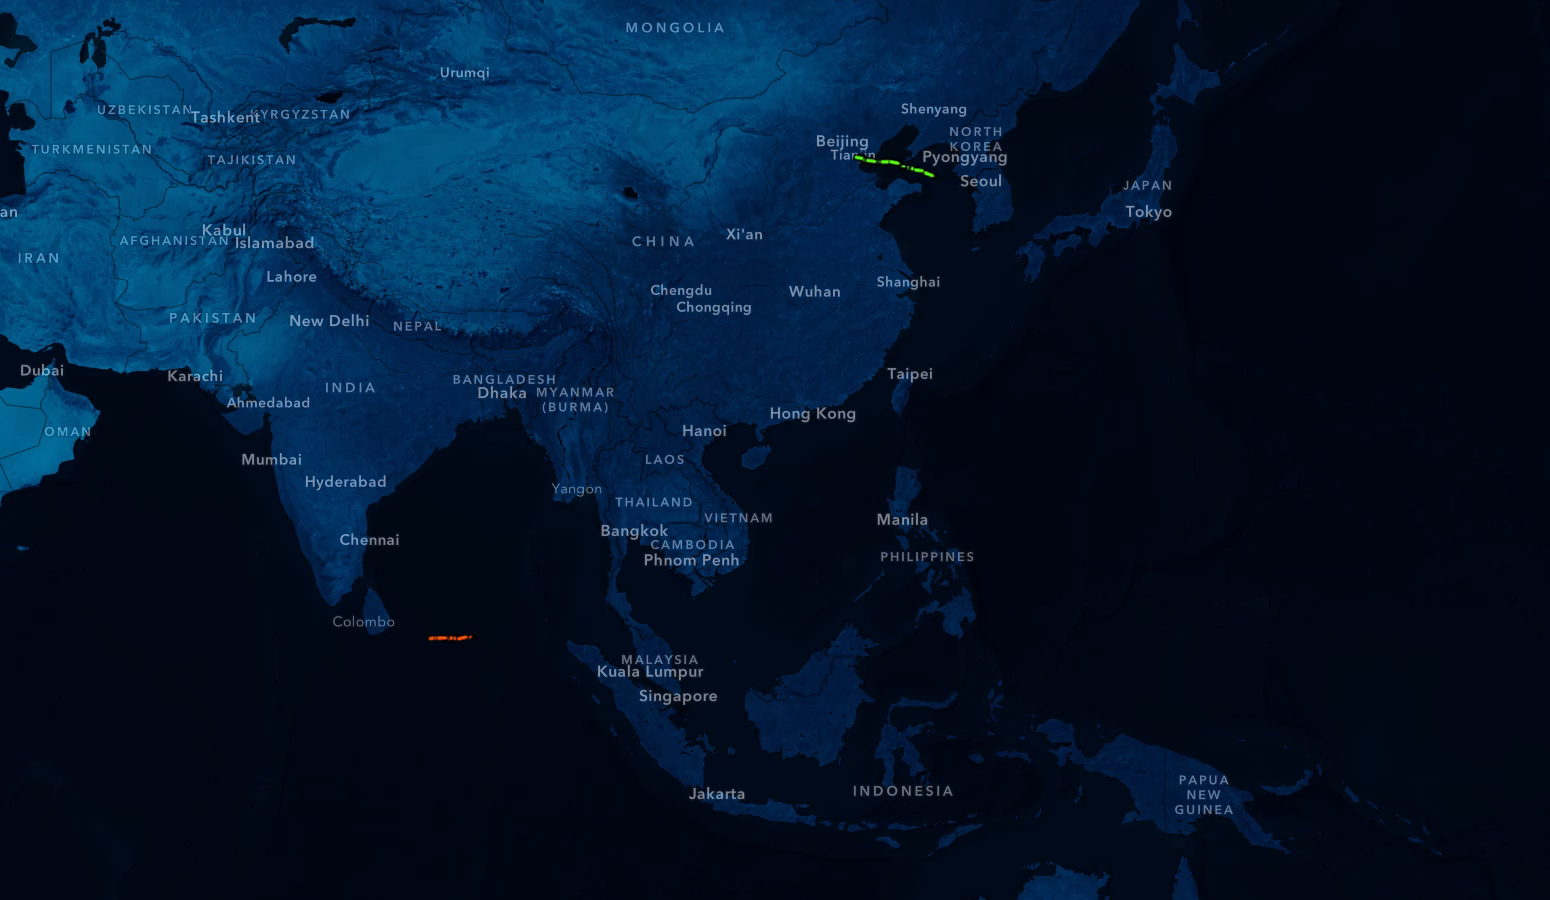 MONGOLIA
Urumqi
UZBEKISTAN
Tashkent
KYRGYZSTAN
Shenyang
NORTH
KOREA
Beijing
Tianjin
Pyongyang
TURKMENISTAN
TAJIKISTAN
Seoul
JAPAN
Tokyo
an
Kabul
AFGHANISTAN
Islamabad
IRAN
CHINA
Xi'an
Lahore
Chengdu
Chongqing
Wuhan
Shanghai
PAKISTAN
New Delhi
NEPAL
Dubai
Karachi
INDIA
BANGLADESH
Dhaka
MYANMAR
(BURMA)
Taipei
Ahmedabad
Hong Kong
OMAN
Hanoi
Mumbai
LAOS
Hyderabad
Yangon
THAILAND
VIETNAM
Manila
Bangkok
Chennai
CAMBODIA
Phnom Penh
PHILIPPINES
Colombo
MALAYSIA
Kuala Lumpur
Singapore
Jakarta
INDONESIA
PAPUA
NEW
GUINEA